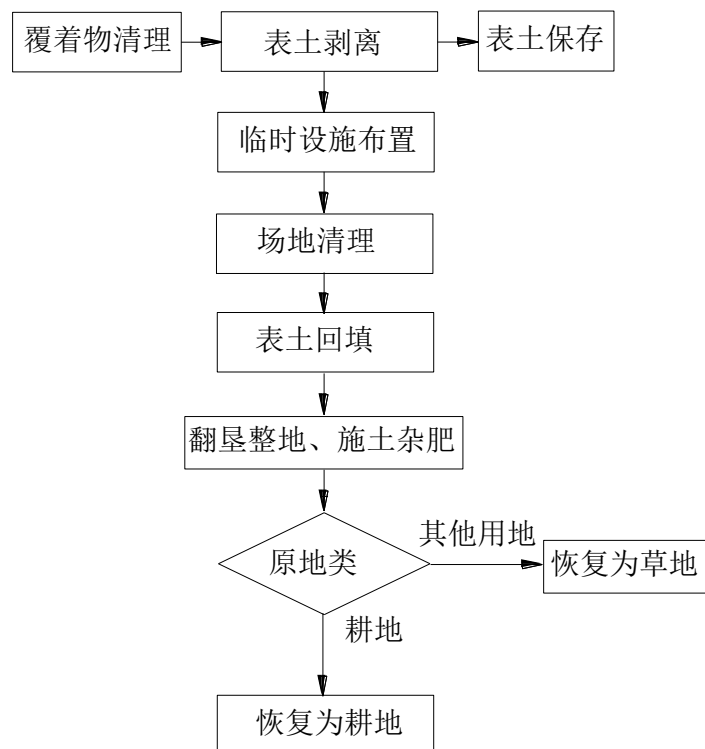 覆着物清理
表土剥离
表土保存
临时设施布置
场地清理
表土回填
翻垦整地、施土杂肥
原地类
其他用地
恢复为草地
耕地
恢复为耕地